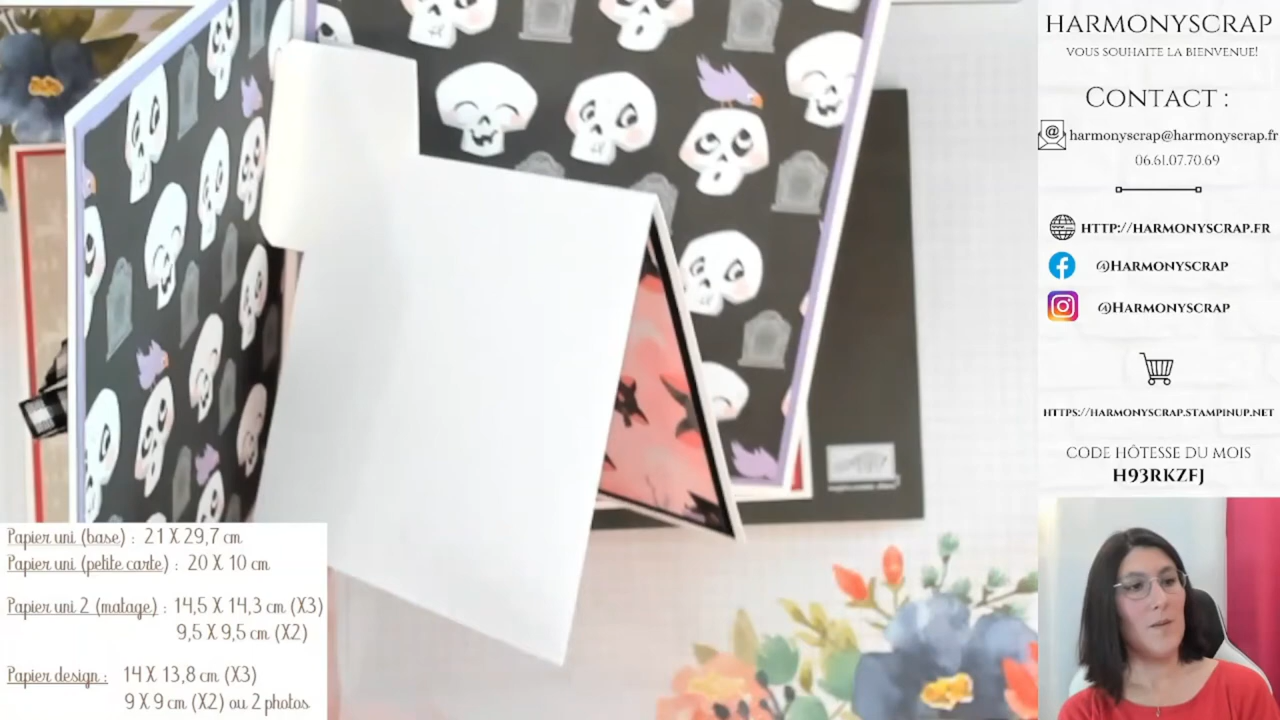 HARMONYSCRAP
VOUS SOUHAITE LA BIENVENUE!
CONTACT :
harmonyscrap@harmonyscrap.fr
06.61.07.70.69
HTTP://HARMONYSCRAP.FR
@HARMONYSCRAP
@HARMONYSCRAP
HTTPS://HARMONYSCRAP.STAMPINUP.NET
CODE HÔTESSE DU MOIS
H93RKZFJ
Papier uni (base) : 21 X 29,7 cm
Papier uni (petite carte) : 20 X 10 cm
Papier uni 2 (matage) : 14,5 X 14,3 cm (X3)
9,5 X 9,5 cm (X2)
Papier design : 14 X 13,8 cm (X3)
9 X 9 cm (X2) ou 2 photos